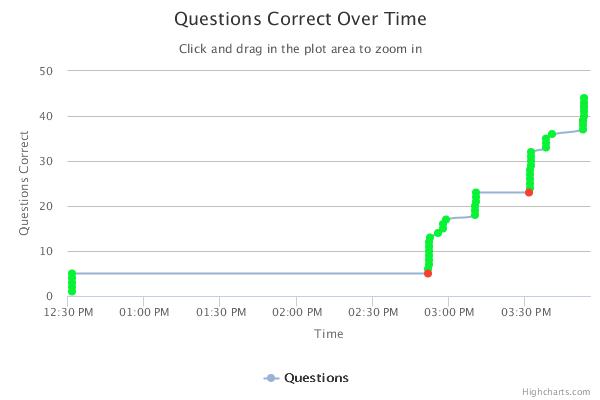 Questions Correct Over Time
Click and drag in the plot area to zoom in
Questions Correct
50
40
30
20
10
0
12:30 PM 01:00 PM 01:30 PM 02:00 PM 02:30 PM 03:00 PM 03:30 PM
Time
Questions
Highcharts.com